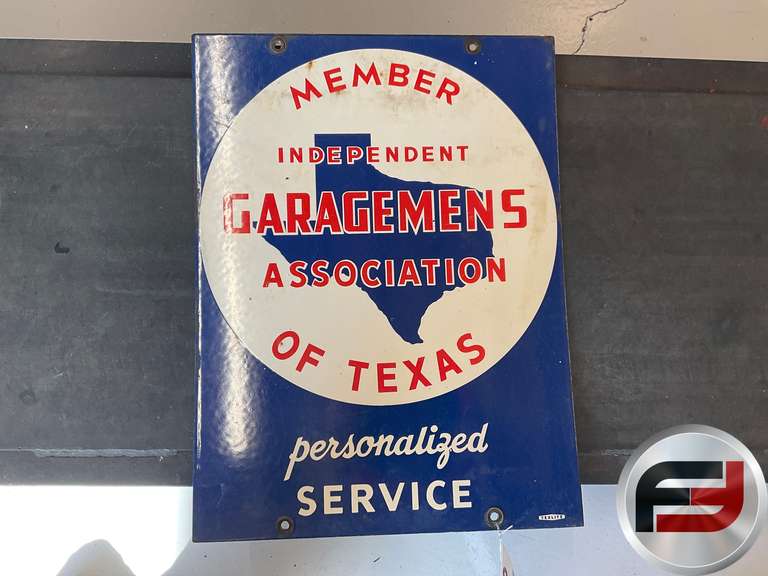 MEMBER
INDEPENDENT
GARAGEMENS
ASSOCIATION
OF TEXAS
personalized
SERVICE